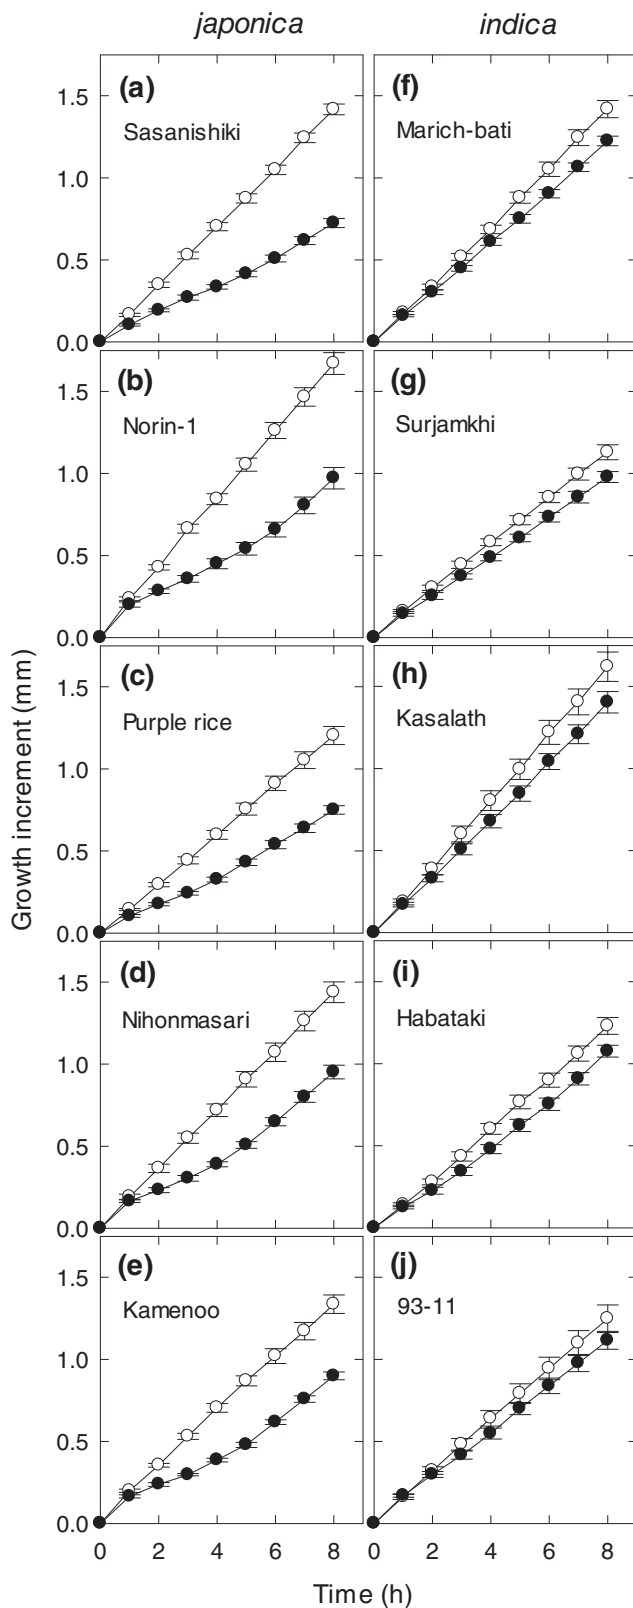 japonica
indica
(a)
Sasanishiki
1.5
1.0
0.5
0.0
(f)
Marich-bati
(b)
Norin-1
1.5
1.0
0.5
0.0
(g)
Surjamkhi
(c)
Purple rice
1.5
1.0
0.5
0.0
(h)
Kasalath
(d)
Nihonmasari
1.5
1.0
0.5
0.0
(i)
Habataki
(e)
Kamenoo
1.5
1.0
0.5
0.0
(j)
93-11
0 2 4 6 8
0 2 4 6 8
Growth increment (mm)
Time (h)